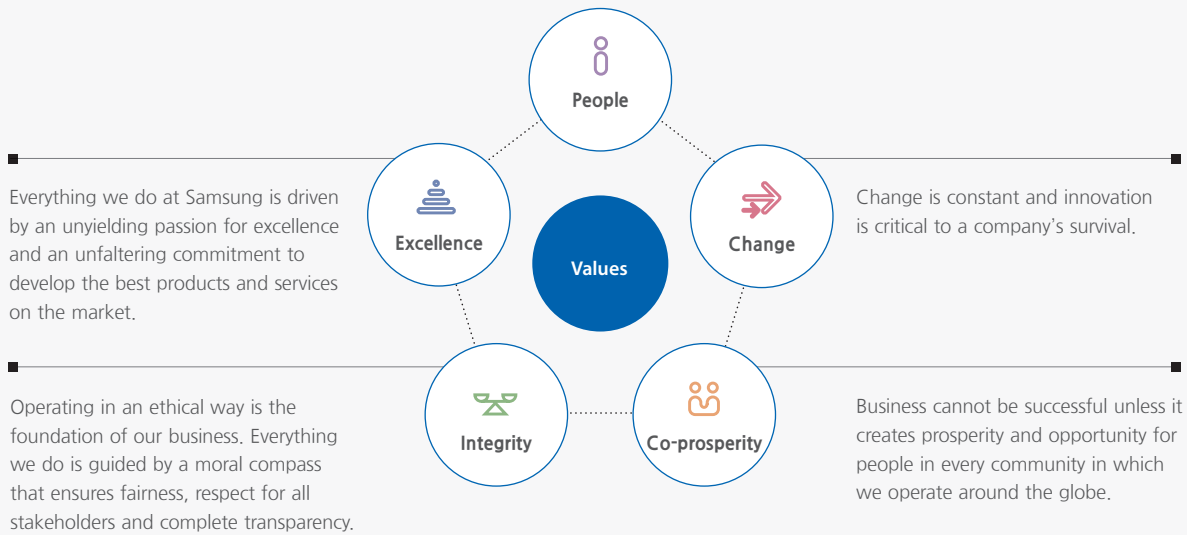 People
Everything we do at Samsung is driven
by an unyielding passion for excellence
and an unfaltering commitment to
develop the best products and services
on the market.
Excellence
Values
Change
Change is constant and innovation
is critical to a company's survival.
Operating in an ethical way is the
foundation of our business. Everything
we do is guided by a moral compass
that ensures fairness, respect for all
stakeholders and complete transparency.
Integrity
Co-prosperity
Business cannot be successful unless it
creates prosperity and opportunity for
people in every community in which
we operate around the globe.